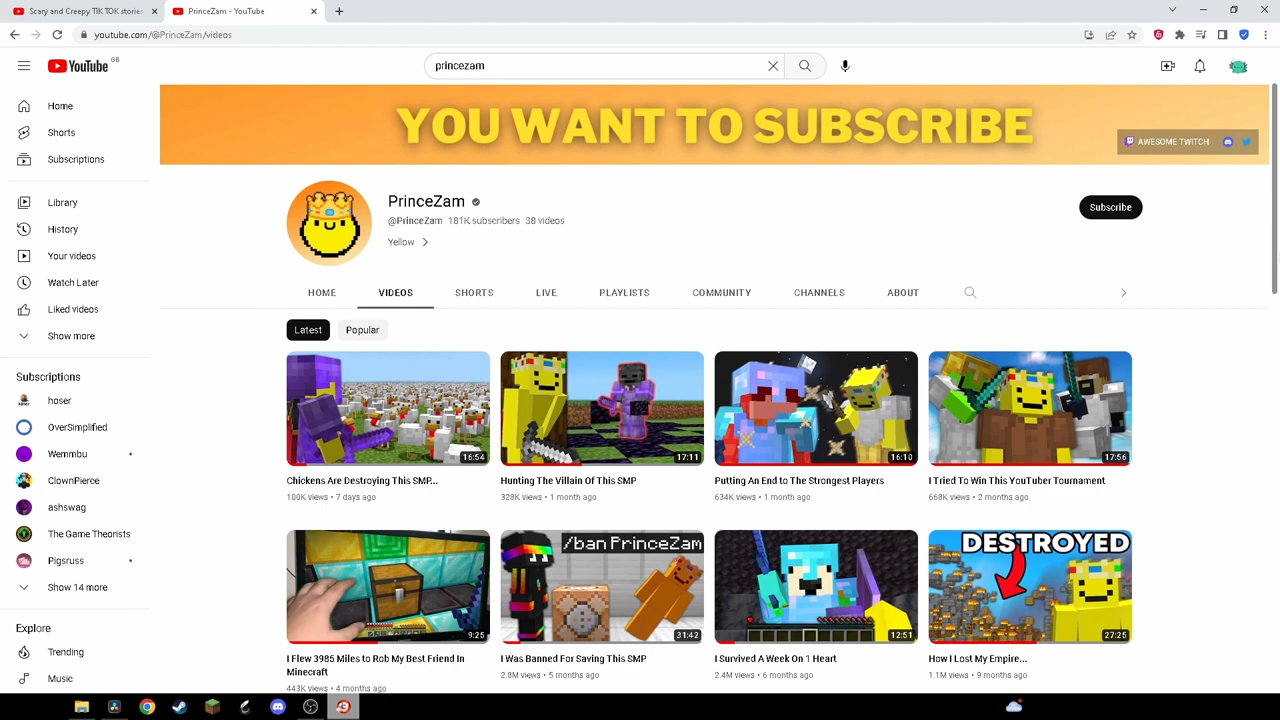 Scary and Creepy TIK TOK stories
PrinceZam - YouTube
youtube.com/@PrinceZam/videos
YouTube GB
princezam
Home
Shorts
Subscriptions
Library
History
Your videos
Watch Later
Liked videos
Show more
Subscriptions
hoser
OverSimplified
Wemmbu
ClownPierce
ashswag
The Game Theorists
Pigsruss
Show 14 more
Explore
Trending
Music
YOU WANT TO SUBSCRIBE
AWESOME TWITCH
PrinceZam
@PrinceZam 181K subscribers 38 videos
Yellow
Subscribe
HOME VIDEOS SHORTS LIVE PLAYLISTS COMMUNITY CHANNELS ABOUT
Latest Popular
16:54
Chickens Are Destroying This SMP...
100K views • 7 days ago
17:11
Hunting The Villain Of This SMP
328K views • 1 month ago
16:10
Putting An End to The Strongest Players
634K views • 1 month ago
17:56
I Tried To Win This YouTuber Tournament
668K views • 2 months ago
9:25
I Flew 3985 Miles to Rob My Best Friend In
Minecraft
443K views • 4 months ago
/ban PrinceZam
31:42
I Was Banned For Saving This SMP
2.8M views • 5 months ago
12:51
I Survived A Week On 1 Heart
2.4M views • 6 months ago
DESTROYED
27:25
How I Lost My Empire...
1.1M views • 9 months ago